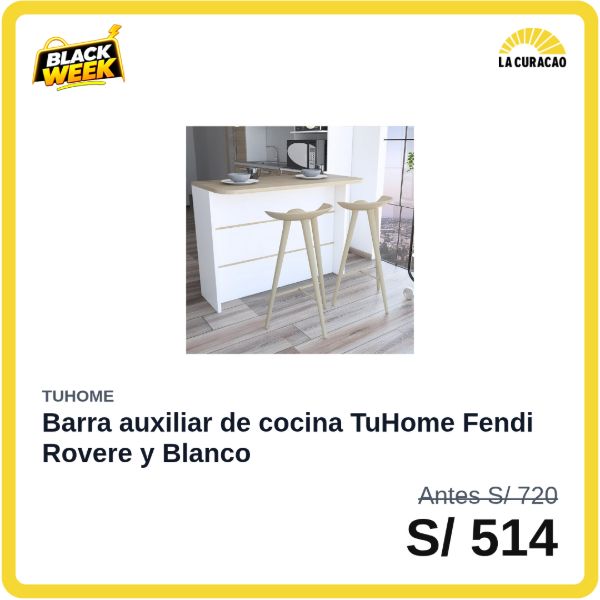 BLACK
WEEK
LA CURACAO
TUHOME
Barra auxiliar de cocina TuHome Fendi
Rovere y Blanco
Antes S/ 720
S/ 514